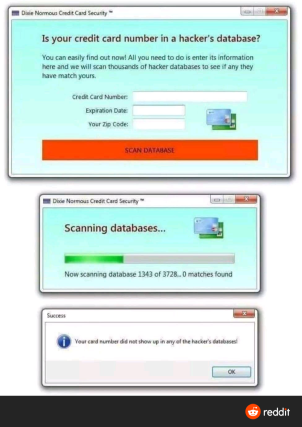 Dixie Normous Credit Card Security ™
Is your credit card number in a hacker's database?
You can easily find out now! All you need to do is enter its information
here and we will scan thousands of hacker databases to see if any they
have match yours.
Credit Card Number:
Expiration Date:
Your Zip Code:
SCAN DATABASE
Dixie Normous Credit Card Security ™
Scanning databases...
Now scanning database 1343 of 3728... 0 matches found
Success
Your card number did not show up in any of the hacker's databases!
OK
reddit